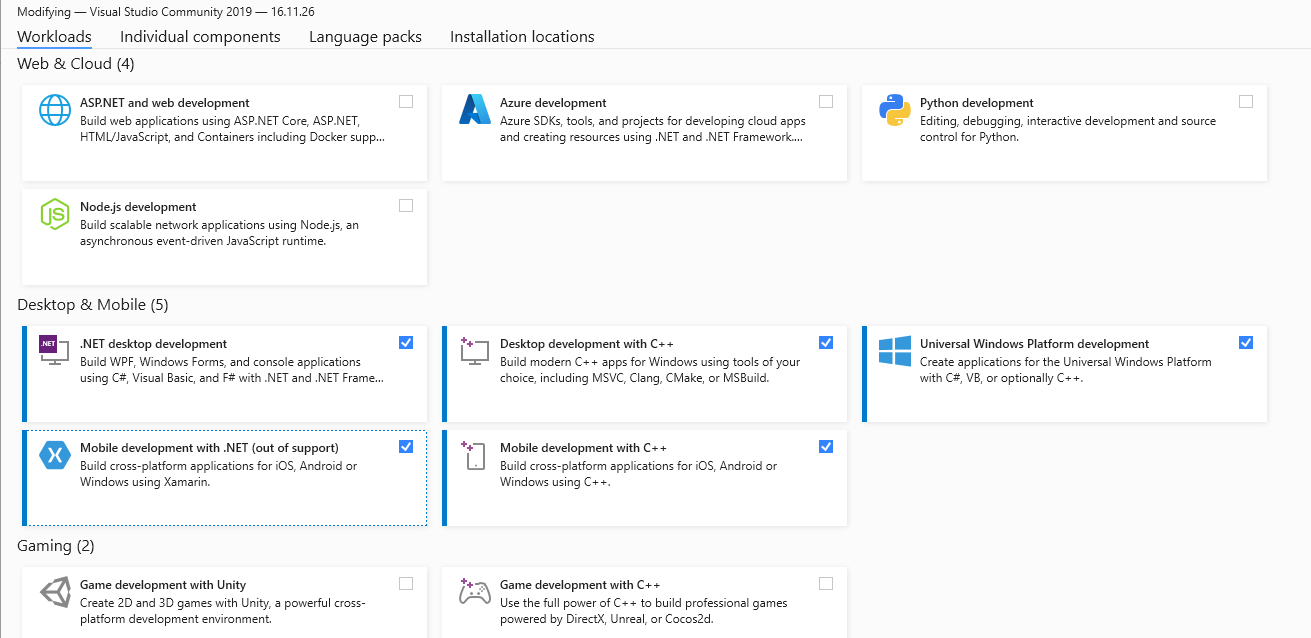 Modifying — Visual Studio Community 2019 — 16.11.26
Workloads Individual components Language packs Installation locations
Web & Cloud (4)
ASP.NET and web development
Build web applications using ASP.NET Core, ASP.NET,
HTML/JavaScript, and Containers including Docker supp...
Azure development
Azure SDKs, tools, and projects for developing cloud apps
and creating resources using .NET and .NET Framework....
Python development
Editing, debugging, interactive development and source
control for Python.
JS
Node.js development
Build scalable network applications using Node.js, an
asynchronous event-driven JavaScript runtime.
Desktop & Mobile (5)
.NET
.NET desktop development
Build WPF, Windows Forms, and console applications
using C#, Visual Basic, and F# with .NET and .NET Frame...
Desktop development with C++
Build modern C++ apps for Windows using tools of your
choice, including MSVC, Clang, CMake, or MSBuild.
Universal Windows Platform development
Create applications for the Universal Windows Platform
with C#, VB, or optionally C++.
Mobile development with .NET (out of support)
Build cross-platform applications for iOS, Android or
Windows using Xamarin.
Mobile development with C++
Build cross-platform applications for iOS, Android or
Windows using C++.
Gaming (2)
Game development with Unity
Create 2D and 3D games with Unity, a powerful cross-
platform development environment.
Game development with C++
Use the full power of C++ to build professional games
powered by DirectX, Unreal, or Cocos2d.